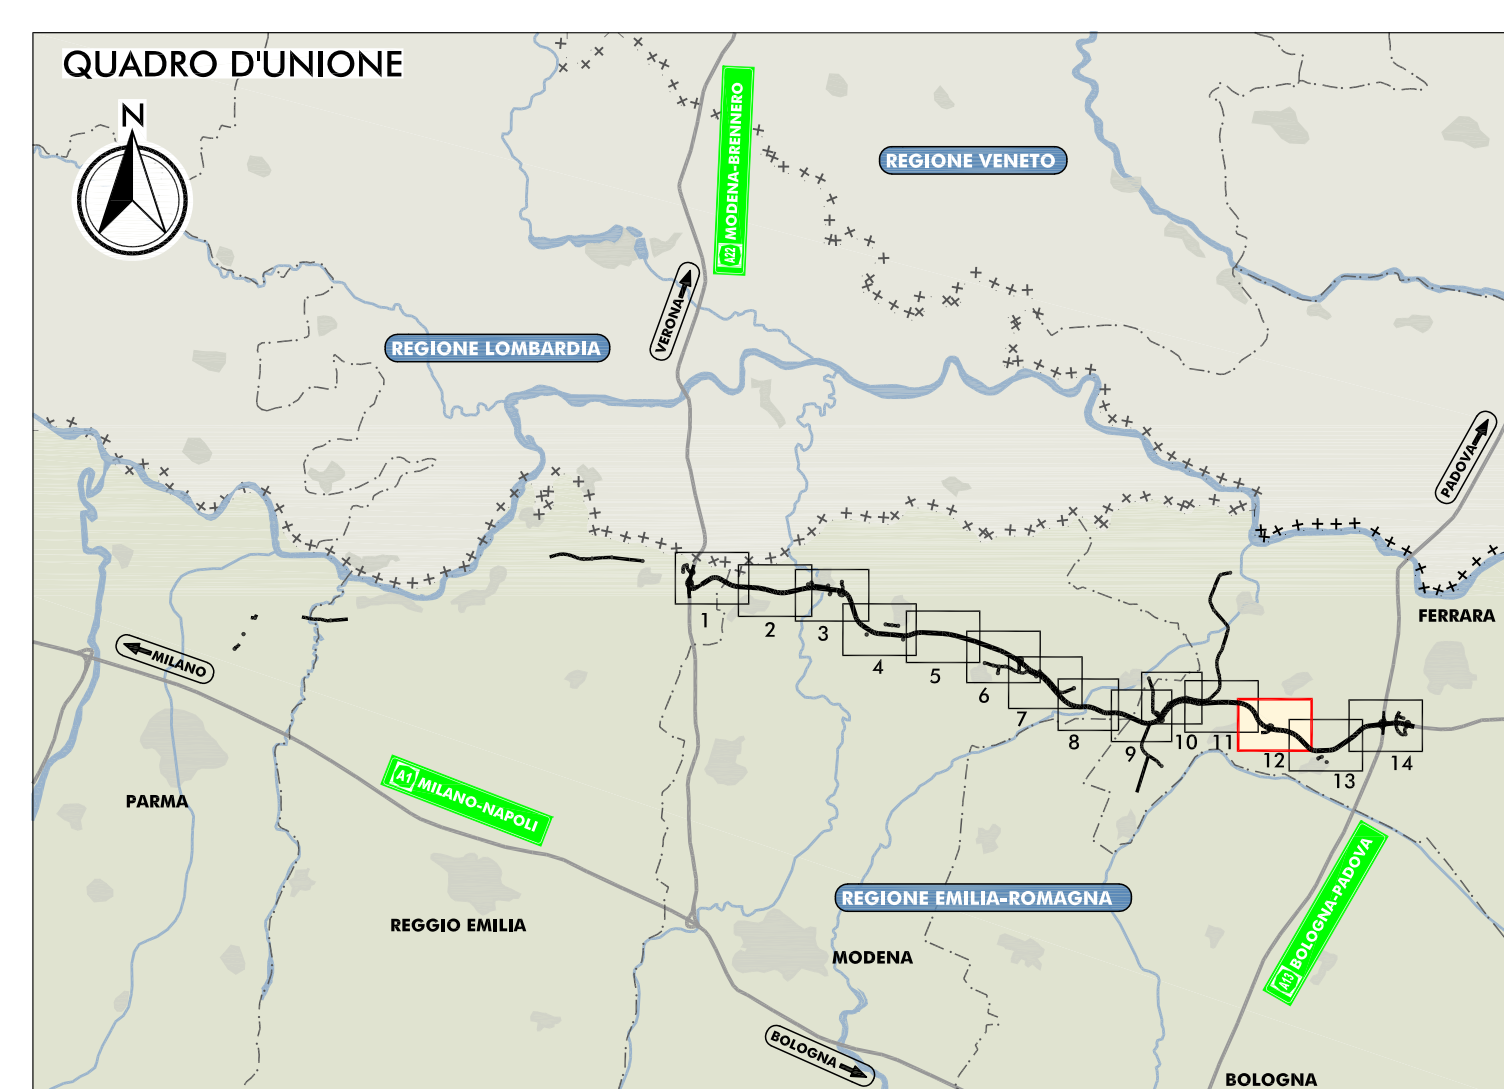 QUADRO D'UNIONE
N
A22 MODENA-BRENNERO
REGIONE VENETO
VERONA
REGIONE LOMBARDIA
PADOVA
FERRARA
MILANO
1
2
3
4
5
6
7
8
9
10
11
12
13
14
PARMA
A1 MILANO-NAPOLI
REGGIO EMILIA
REGIONE EMILIA-ROMAGNA
MODENA
A13 BOLOGNA-PADOVA
BOLOGNA
BOLOGNA